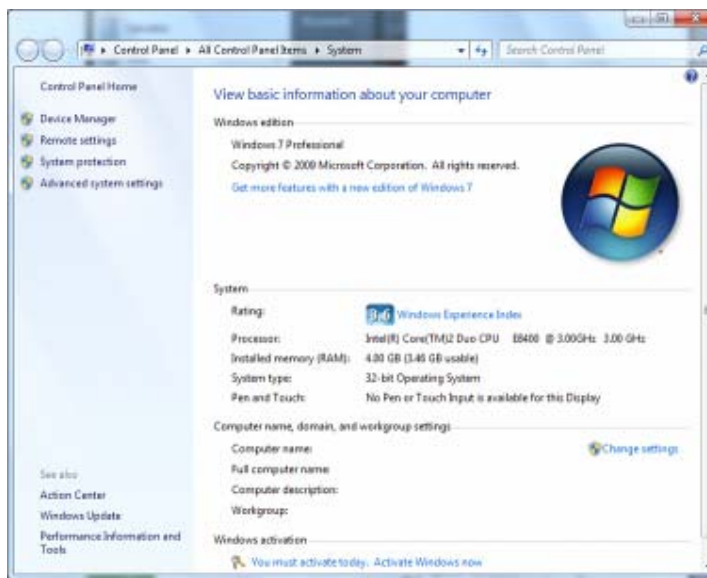 Control Panel ▸ All Control Panel Items ▸ System
Search Control Panel
Control Panel Home
Device Manager
Remote settings
System protection
Advanced system settings
See also
Action Center
Windows Update
Performance Information and
Tools
View basic information about your computer
Windows edition
Windows 7 Professional
Copyright © 2009 Microsoft Corporation. All rights reserved.
Get more features with a new edition of Windows 7
System
Rating: 3,6 Windows Experience Index
Processor: Intel(R) Core(TM)2 Duo CPU E8400 @ 3.00GHz 3.00 GHz
Installed memory (RAM): 4.00 GB (3.46 GB usable)
System type: 32-bit Operating System
Pen and Touch: No Pen or Touch Input is available for this Display
Computer name, domain, and workgroup settings
Computer name: Change settings
Full computer name:
Computer description:
Workgroup:
Windows activation
You must activate today. Activate Windows now